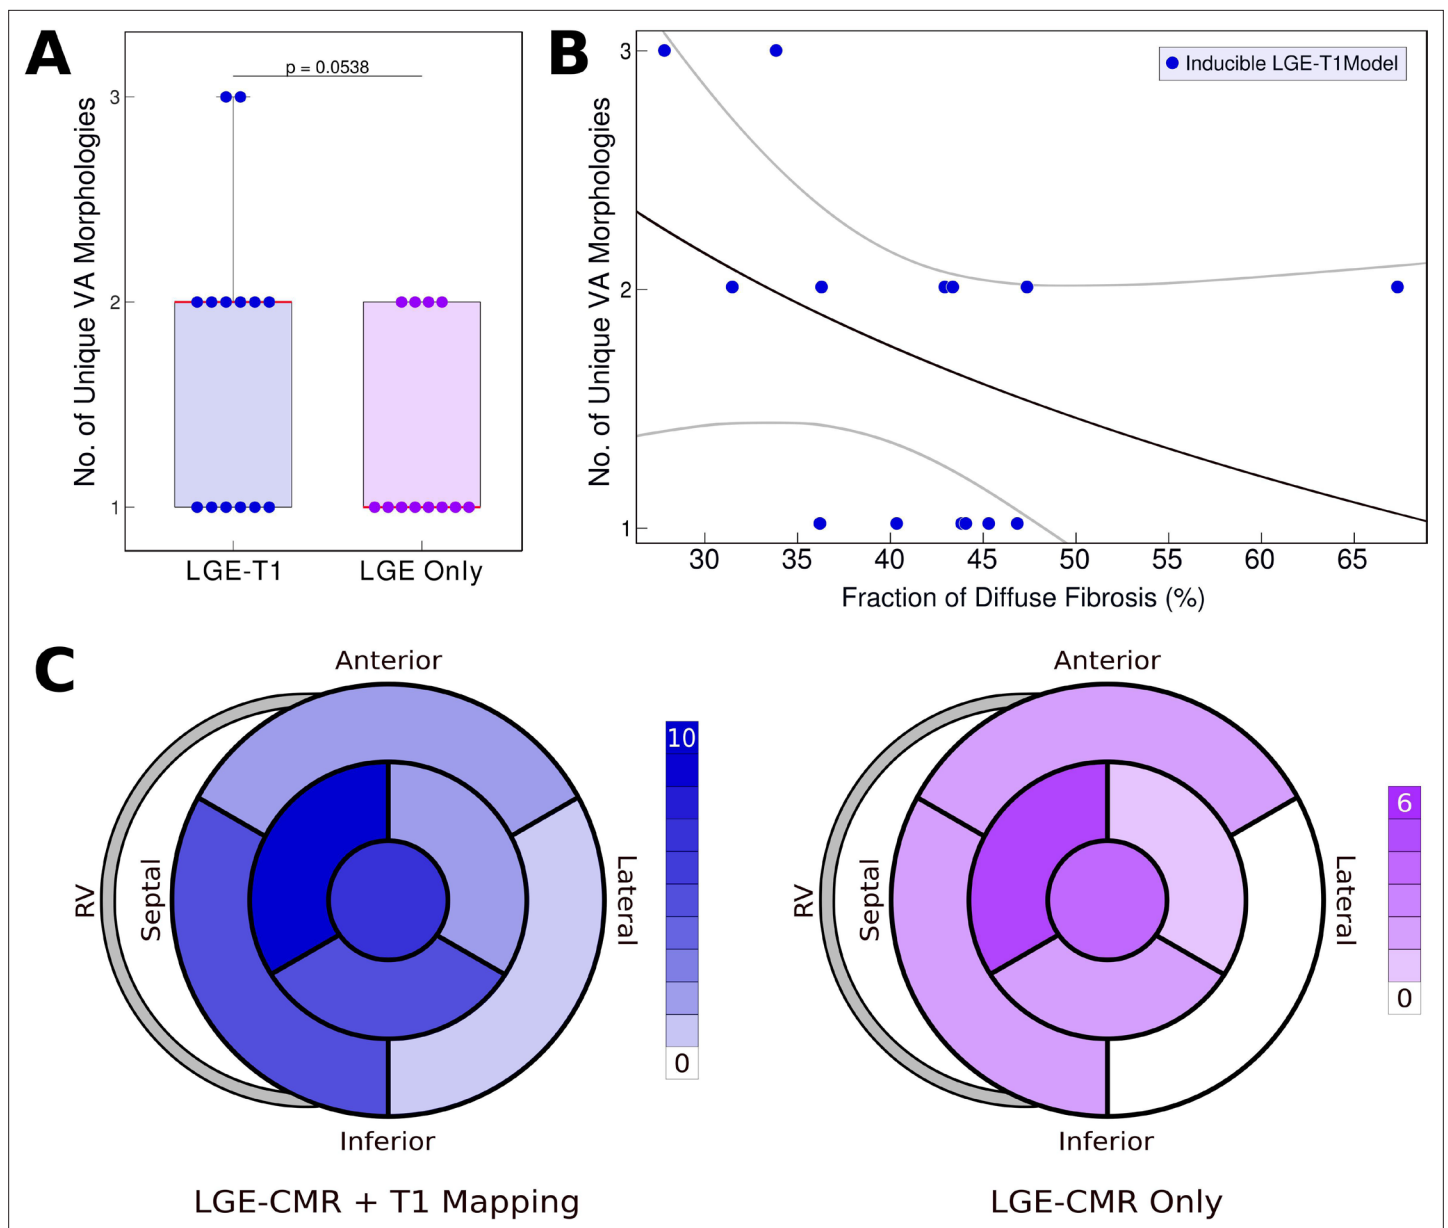 A
p = 0.0538
No. of Unique VA Morphologies
3
2
1
LGE-T1
LGE Only
B
Inducible LGE-T1Model
No. of Unique VA Morphologies
3
2
1
30 35 40 45 50 55 60 65
Fraction of Diffuse Fibrosis (%)
C
Anterior
RV
Septal
Lateral
Inferior
10
0
LGE-CMR + T1 Mapping
Anterior
RV
Septal
Lateral
Inferior
6
0
LGE-CMR Only